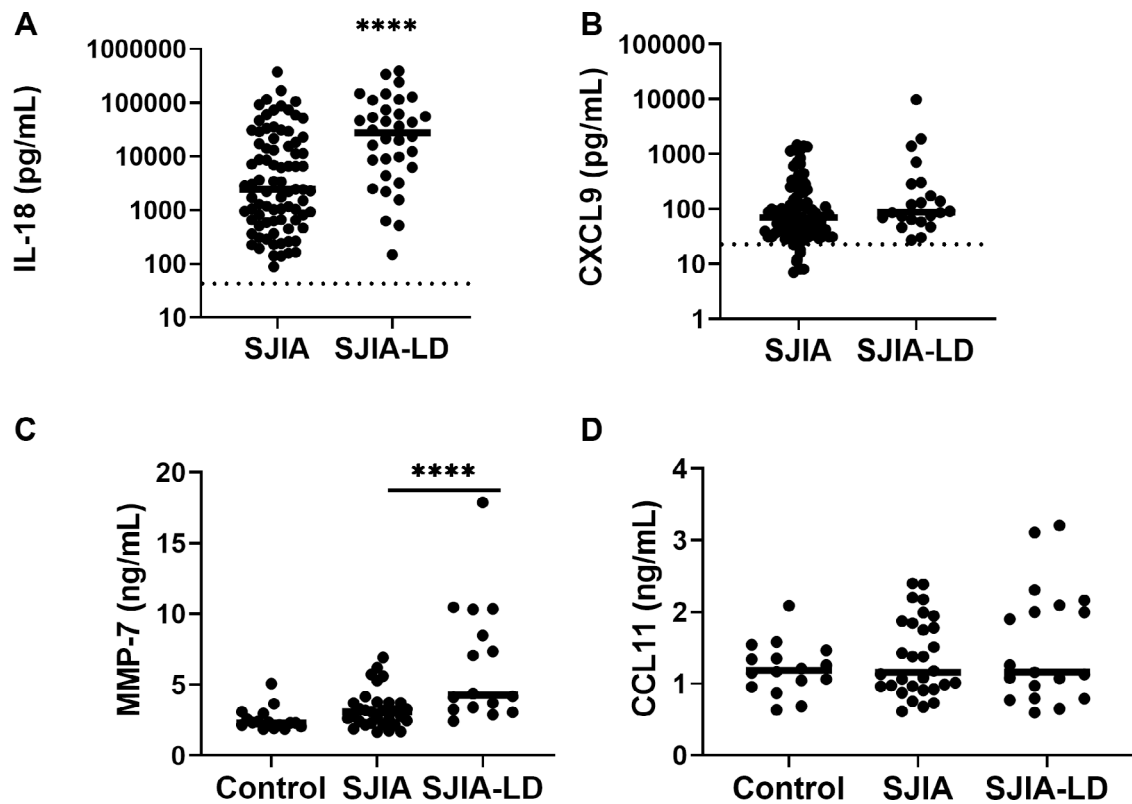 A
****
IL-18 (pg/mL)
1000000
100000
10000
1000
100
10
SJIA SJIA-LD
B
CXCL9 (pg/mL)
100000
10000
1000
100
10
1
SJIA SJIA-LD
C
****
MMP-7 (ng/mL)
20
15
10
5
0
Control SJIA SJIA-LD
D
CCL11 (ng/mL)
4
3
2
1
0
Control SJIA SJIA-LD